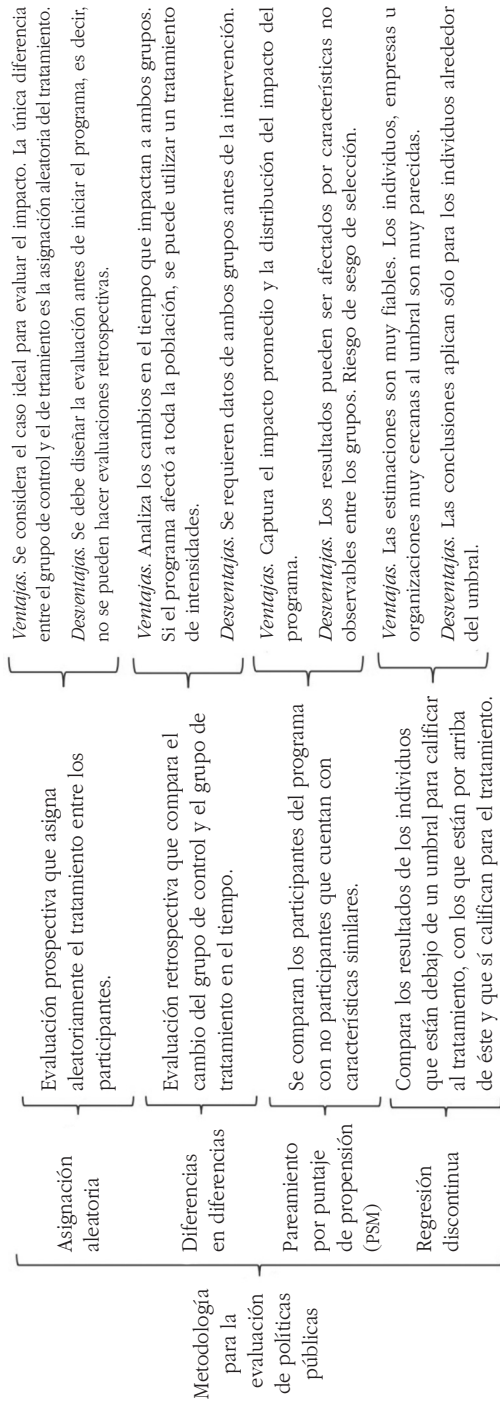 Metodología
para la
evaluación
de políticas
públicas
Asignación
aleatoria
Evaluación prospectiva que asigna
aleatoriamente el tratamiento entre los
participantes.
Ventajas. Se considera el caso ideal para evaluar el impacto. La única diferencia
entre el grupo de control y el de tratamiento es la asignación aleatoria del tratamiento.
Desventajas. Se debe diseñar la evaluación antes de iniciar el programa, es decir,
no se pueden hacer evaluaciones retrospectivas.
Diferencias
en diferencias
Evaluación retrospectiva que compara el
cambio del grupo de control y el grupo de
tratamiento en el tiempo.
Ventajas. Analiza los cambios en el tiempo que impactan a ambos grupos.
Si el programa afectó a toda la población, se puede utilizar un tratamiento
de intensidades.
Desventajas. Se requieren datos de ambos grupos antes de la intervención.
Pareamiento
por puntaje
de propensión
(PSM)
Se comparan los participantes del programa
con no participantes que cuentan con
características similares.
Ventajas. Captura el impacto promedio y la distribución del impacto del
programa.
Desventajas. Los resultados pueden ser afectados por características no
observables entre los grupos. Riesgo de sesgo de selección.
Regresión
discontinua
Compara los resultados de los individuos
que están debajo de un umbral para calificar
al tratamiento, con los que están por arriba
de éste y que sí califican para el tratamiento.
Ventajas. Las estimaciones son muy fiables. Los individuos, empresas u
organizaciones muy cercanas al umbral son muy parecidas.
Desventajas. Las conclusiones aplican sólo para los individuos alrededor
del umbral.